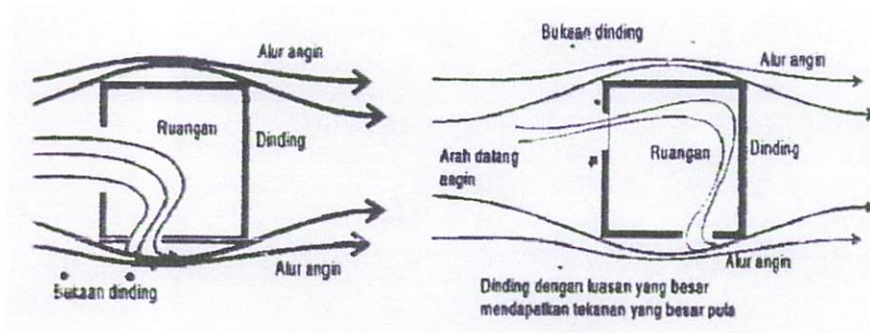 Alur angin
Ruangan
Dinding
Alur angin
Bukaan dinding
Bukaan dinding
Alur angin
Arah datang
angin
Ruangan
Dinding
Alur angin
Dinding dengan luasan yang besar
mendapatkan tekanan yang besar pula